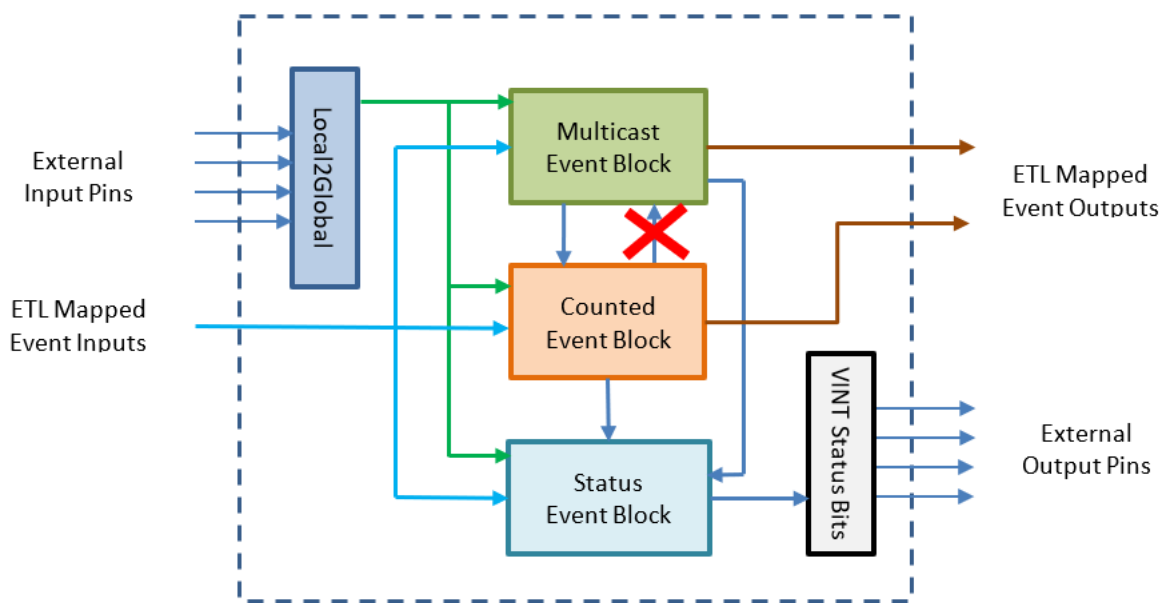 External
Input Pins
ETL Mapped
Event Inputs
Local2Global
Multicast
Event Block
Counted
Event Block
Status
Event Block
VINT Status Bits
ETL Mapped
Event Outputs
External
Output Pins